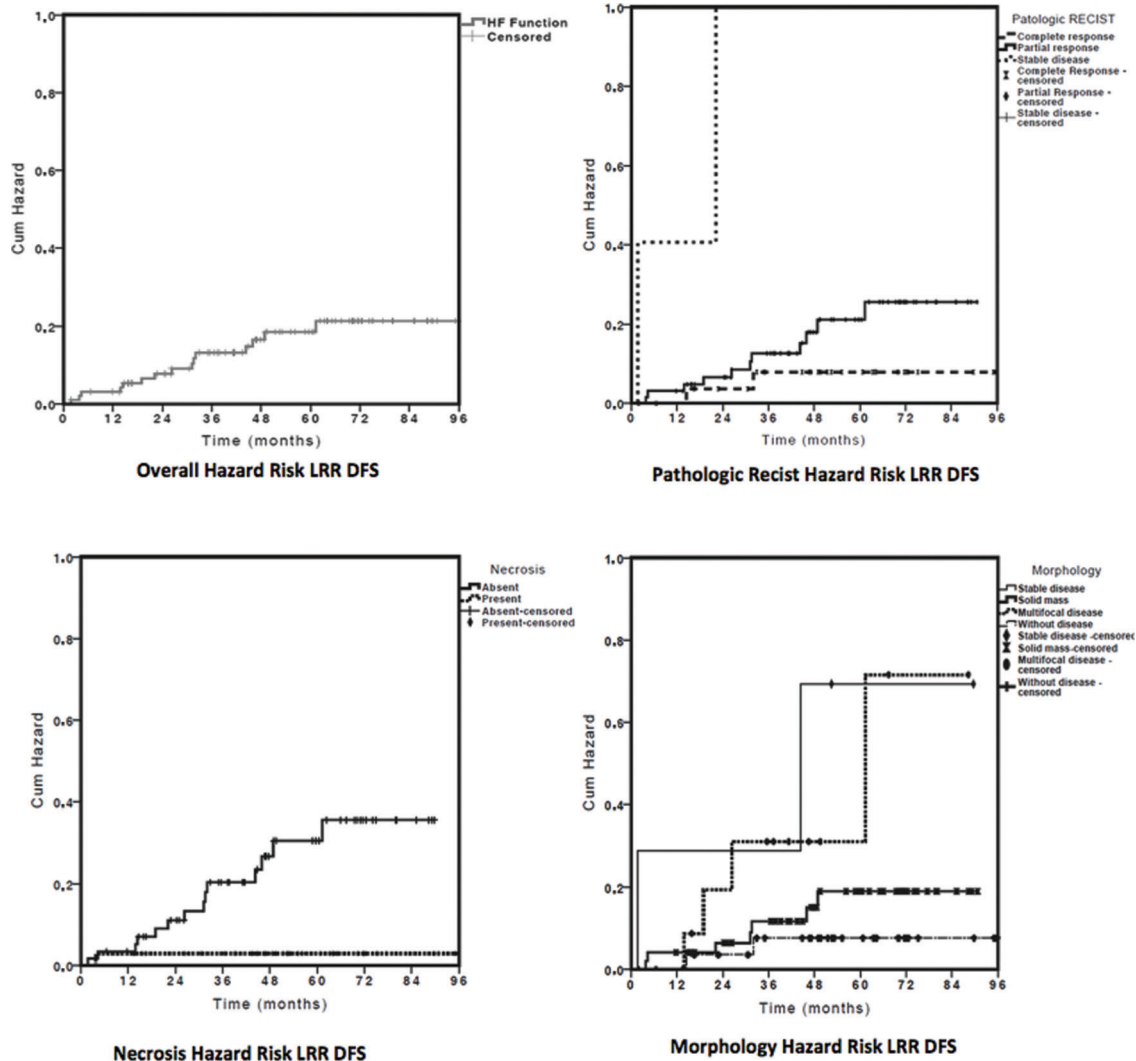 1.0
0.8
0.6
0.4
0.2
0.0
Cum Hazard
0 12 24 36 48 60 72 84 96
Time (months)
HF Function
Censored
Overall Hazard Risk LRR DFS
1.0
0.8
0.6
0.4
0.2
0.0
Cum Hazard
0 12 24 36 48 60 72 84 96
Time (months)
Patologic RECIST
Complete response
Partial response
Stable disease
Complete Response -
censored
Partial Response -
censored
Stable disease -
censored
Pathologic Recist Hazard Risk LRR DFS
1.0
0.8
0.6
0.4
0.2
0.0
Cum Hazard
0 12 24 36 48 60 72 84 96
Time (months)
Necrosis
Absent
Present
Absent-censored
Present-censored
Necrosis Hazard Risk LRR DFS
1.0
0.8
0.6
0.4
0.2
0.0
Cum Hazard
0 12 24 36 48 60 72 84 96
Time (months)
Morphology
Stable disease
Solid mass
Multifocal disease
Without disease
Stable disease -censored
Solid mass-censored
Multifocal disease -
censored
Without disease -
censored
Morphology Hazard Risk LRR DFS